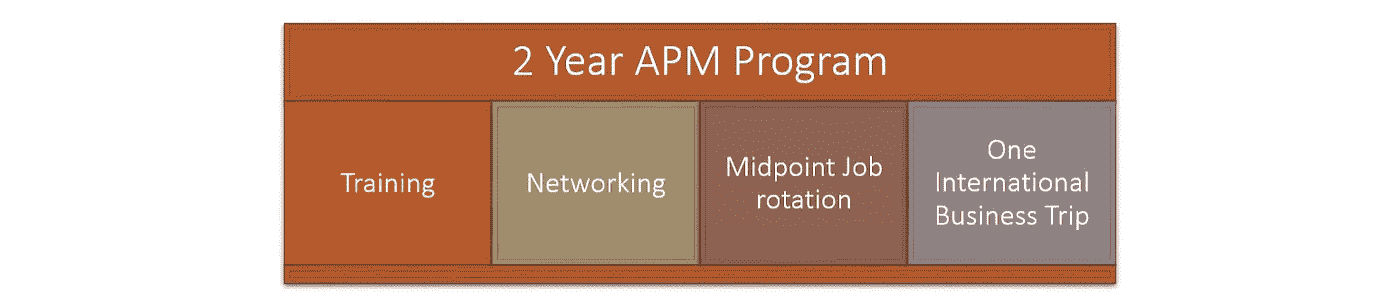 2 Year APM Program
Training
Networking
Midpoint Job
rotation
One
International
Business Trip